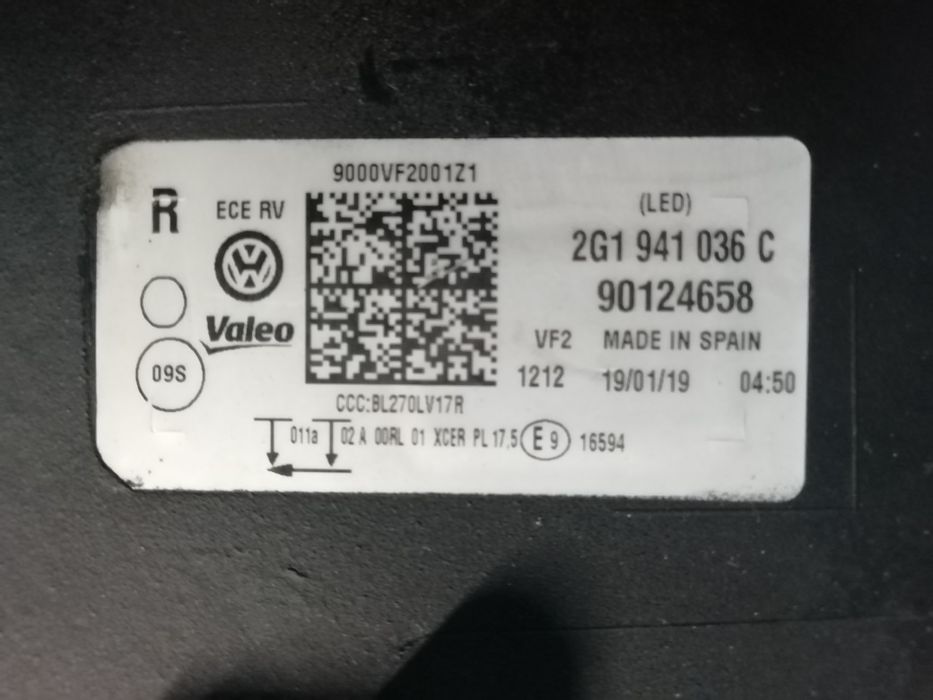 9000VF2001Z1
R
ECE RV
(LED)
2G1 941 036 C
90124658
Valeo
VF2 MADE IN SPAIN
09S
1212 19/01/19 04:50
CCC:BL270LV17R
011a 02 A 00RL 01 XCER PL 17,5 E 9 16594